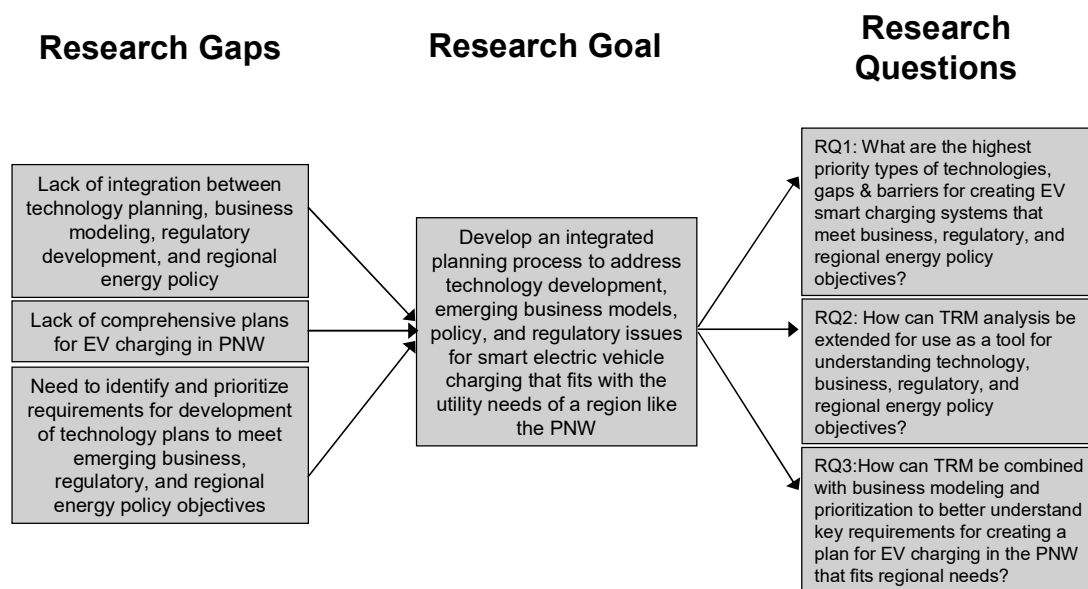 Research Gaps
Lack of integration between
technology planning, business
modeling, regulatory
development, and regional
energy policy
Lack of comprehensive plans
for EV charging in PNW
Need to identify and prioritize
requirements for development
of technology plans to meet
emerging business,
regulatory, and regional
energy policy objectives
Research Goal
Develop an integrated
planning process to address
technology development,
emerging business models,
policy, and regulatory issues
for smart electric vehicle
charging that fits with the
utility needs of a region like
the PNW
Research
Questions
RQ1: What are the highest
priority types of technologies,
gaps & barriers for creating EV
smart charging systems that
meet business, regulatory, and
regional energy policy
objectives?
RQ2: How can TRM analysis be
extended for use as a tool for
understanding technology,
business, regulatory, and
regional energy policy
objectives?
RQ3:How can TRM be combined
with business modeling and
prioritization to better understand
key requirements for creating a
plan for EV charging in the PNW
that fits regional needs?